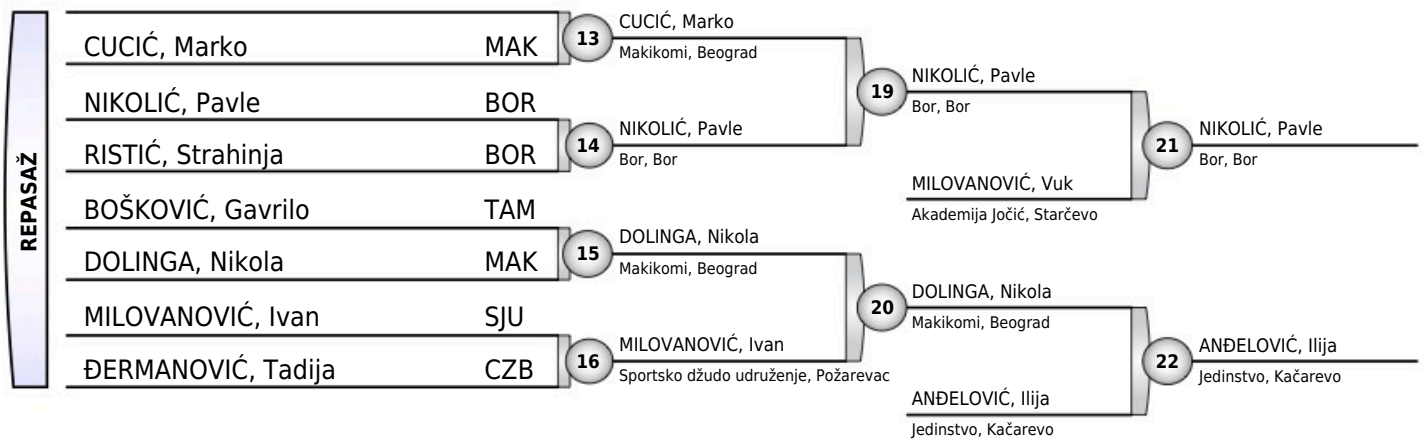 REPASAŽ
CUCIĆ, Marko MAK
NIKOLIĆ, Pavle BOR
RISTIĆ, Strahinja BOR
BOŠKOVIĆ, Gavrilo TAM
DOLINGA, Nikola MAK
MILOVANOVIĆ, Ivan SJU
ĐERMANOVIĆ, Tadija CZB
13
CUCIĆ, Marko
Makikomi, Beograd
14
NIKOLIĆ, Pavle
Bor, Bor
15
DOLINGA, Nikola
Makikomi, Beograd
16
MILOVANOVIĆ, Ivan
Sportsko džudo udruženje, Požarevac
19
NIKOLIĆ, Pavle
Bor, Bor
MILOVANOVIĆ, Vuk
Akademija Jočić, Starčevo
20
DOLINGA, Nikola
Makikomi, Beograd
ANĐELOVIĆ, Ilija
Jedinstvo, Kačarevo
21
NIKOLIĆ, Pavle
Bor, Bor
22
ANĐELOVIĆ, Ilija
Jedinstvo, Kačarevo